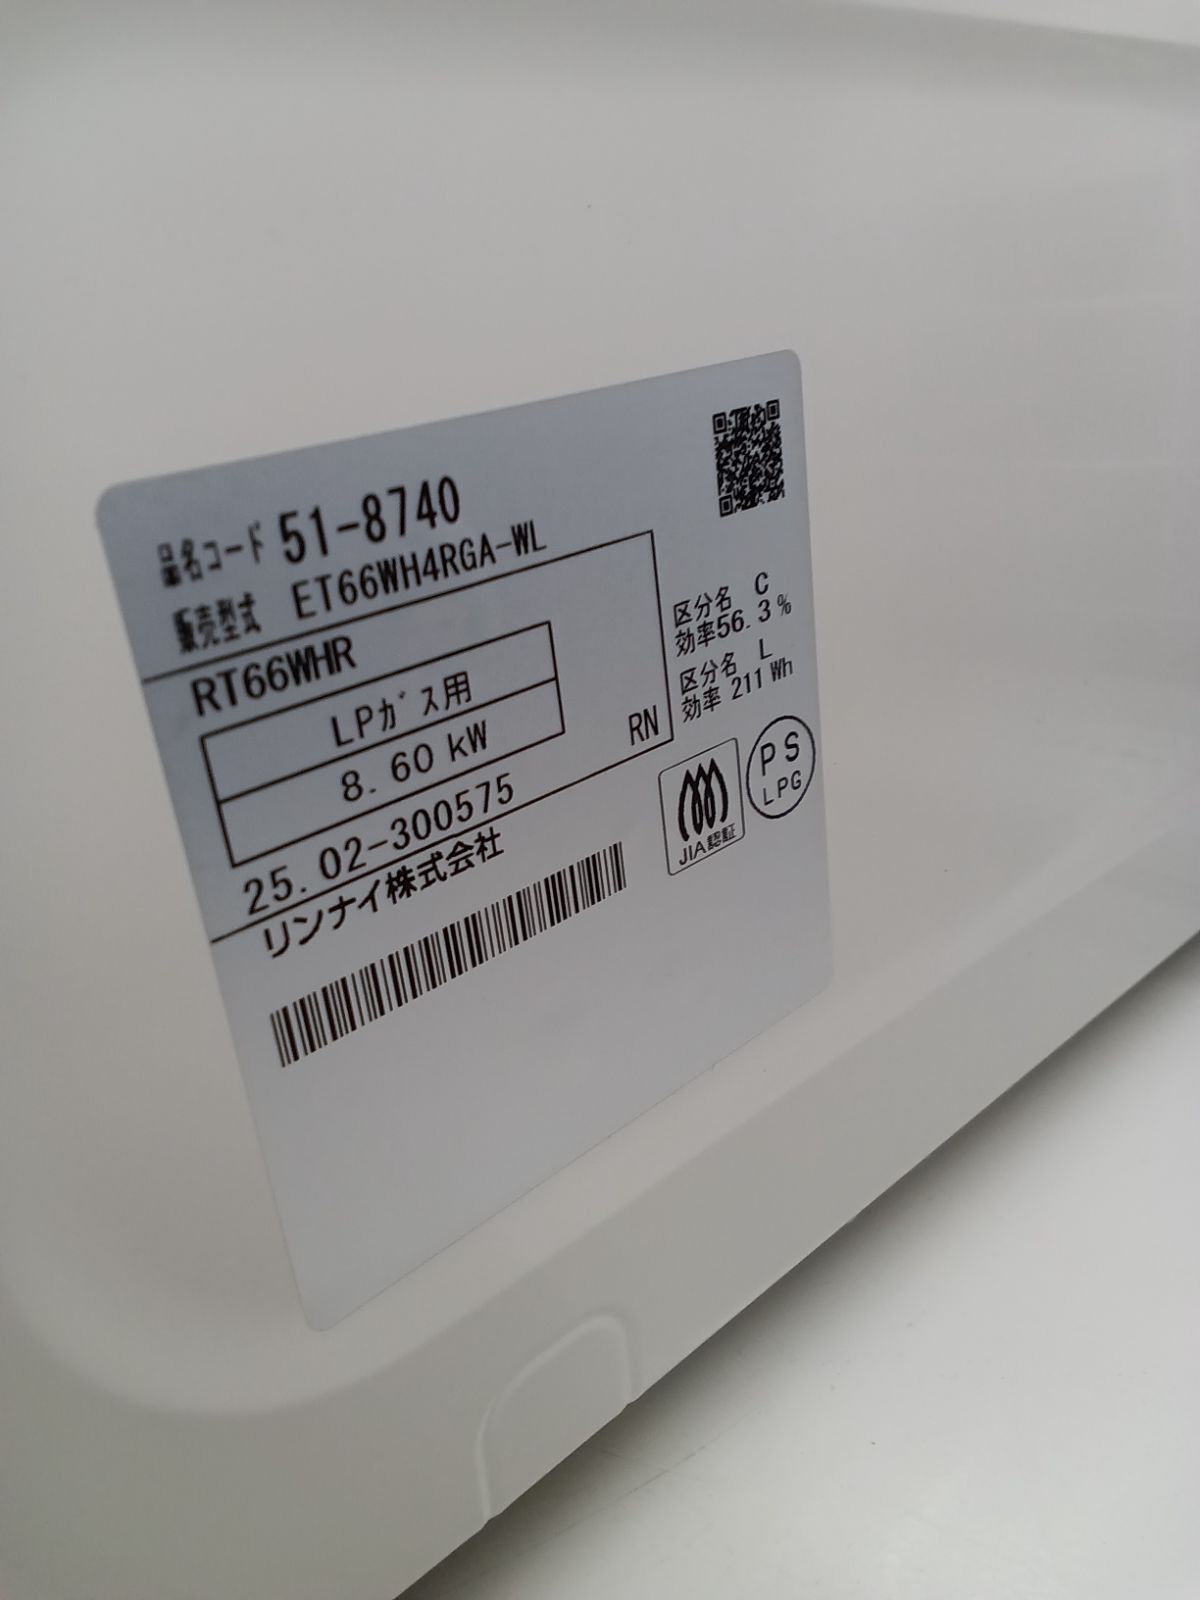 品名コード 51-8740
販売型式 ET66WH4RGA-WL
RT66WHR
LPガス用
8.60 kW
RN
25.02-300575
リンナイ株式会社
区分名 C
効率56.3%
区分名 L
効率 211 Wh
JIA認証
PS
LPG